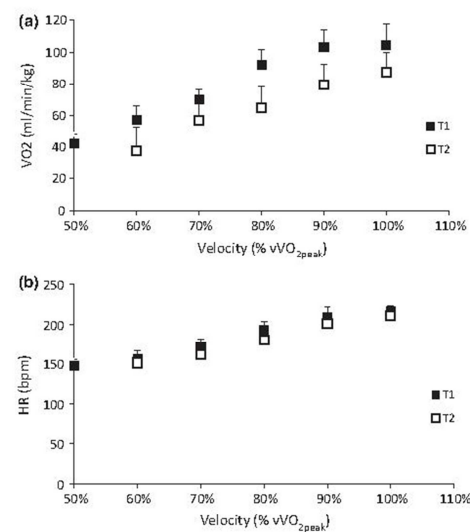 (a)
120
100
80
60
40
20
0
VO2 (ml/min/kg)
T1
T2
50% 60% 70% 80% 90% 100% 110%
Velocity (% vVO2peak)
(b)
250
200
150
100
50
0
HR (bpm)
T1
T2
50% 60% 70% 80% 90% 100% 110%
Velocity (% vVO2peak)